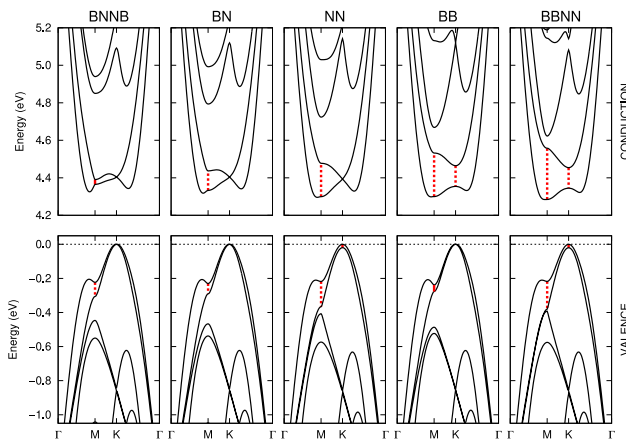 BNNB BN NN BB BBNN
5.2
5.0
4.8
4.6
4.4
4.2
Energy (eV)
CONDUCTION
0.0
−0.2
−0.4
−0.6
−0.8
−1.0
Energy (eV)
VALENCE
Γ M K Γ M K Γ M K Γ M K Γ M K Γ